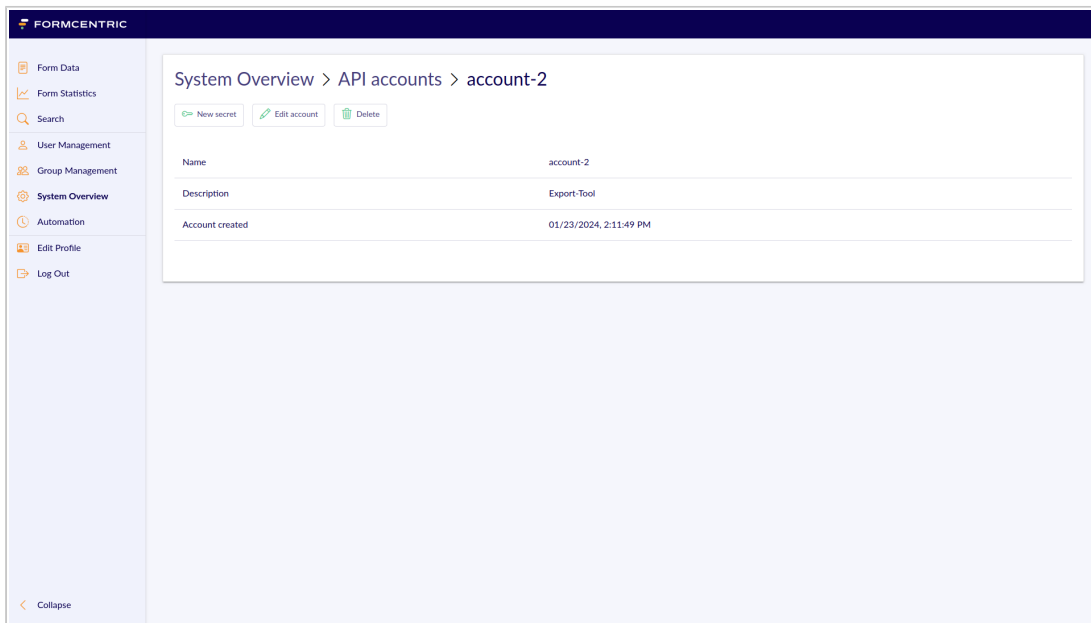 FORMCENTRIC
Form Data
Form Statistics
Search
User Management
Group Management
System Overview
Automation
Edit Profile
Log Out
Collapse
System Overview > API accounts > account-2
New secret Edit account Delete
Name account-2
Description Export-Tool
Account created 01/23/2024, 2:11:49 PM